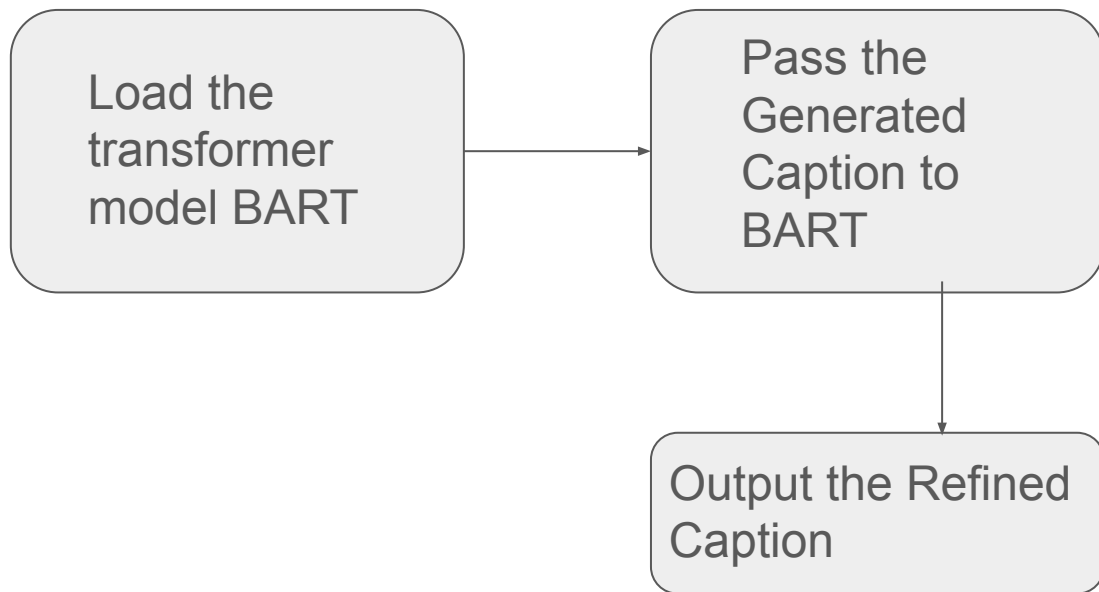 Load the
transformer
model BART
Pass the
Generated
Caption to
BART
Output the Refined
Caption